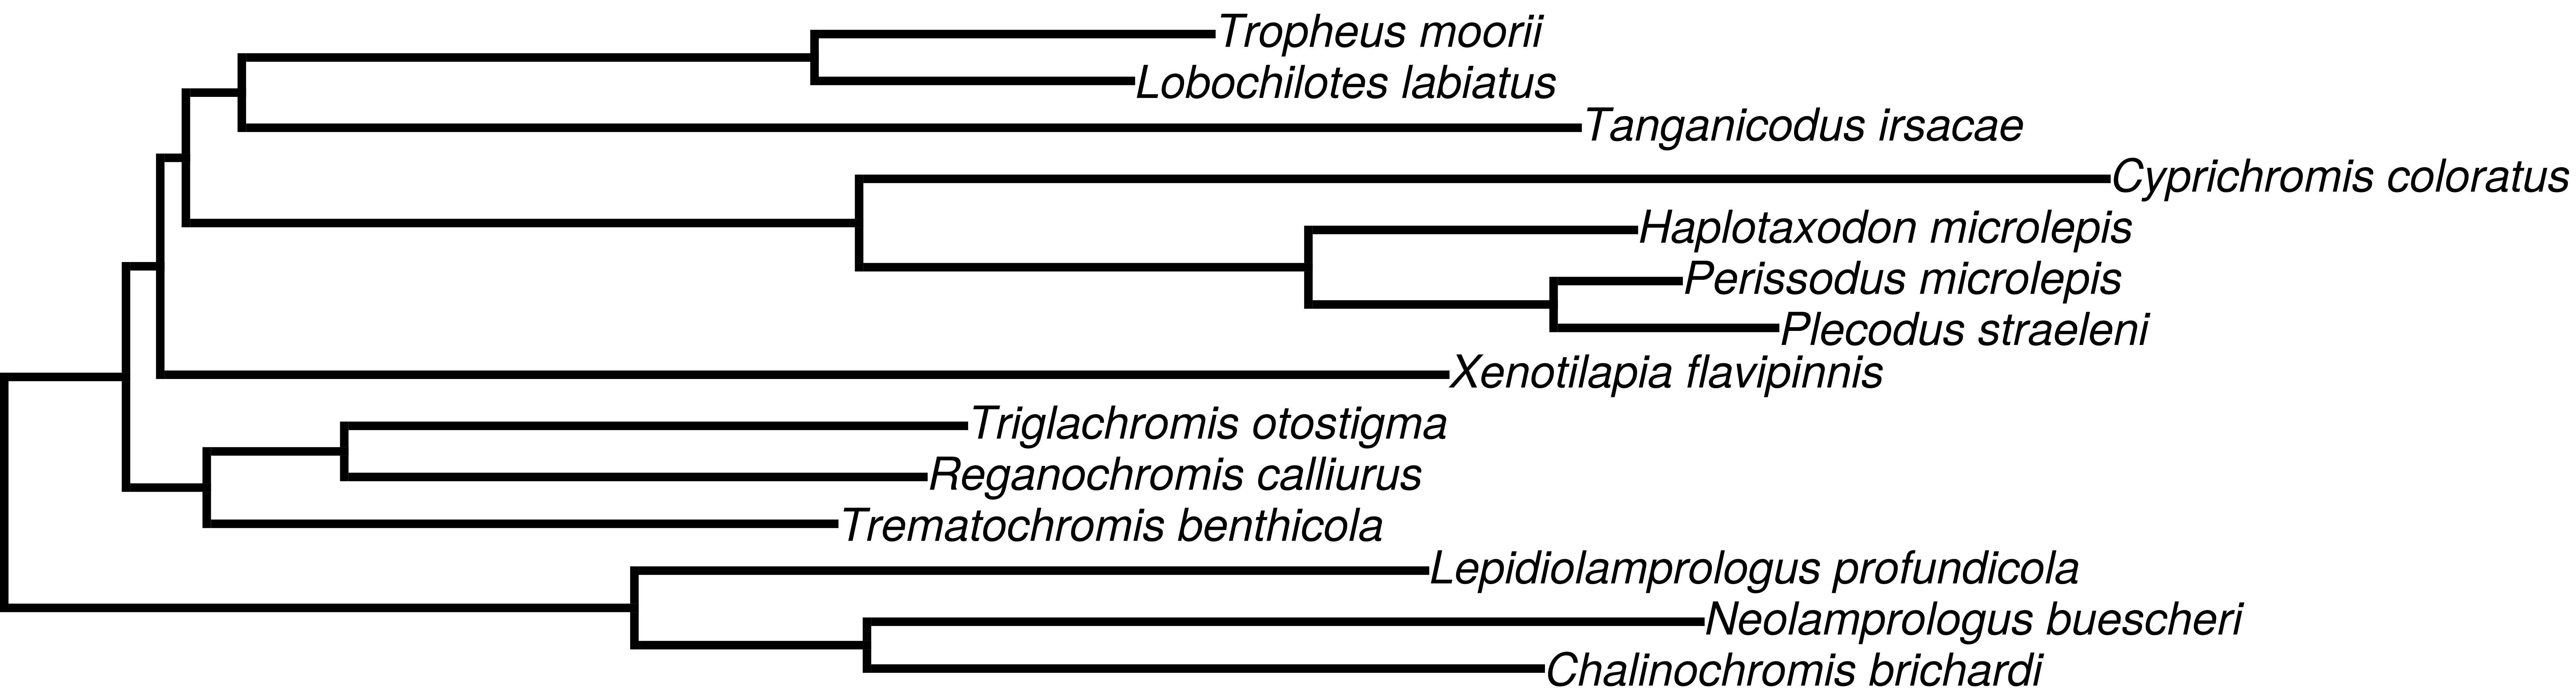 Tropheus moorii
Lobochilotes labiatus
Tanganicodus irsacae
Cyprichromis coloratus
Haplotaxodon microlepis
Perissodus microlepis
Plecodus straeleni
Xenotilapia flavipinnis
Triglachromis otostigma
Reganochromis calliurus
Trematochromis benthicola
Lepidiolamprologus profundicola
Neolamprologus buescheri
Chalinochromis brichardi